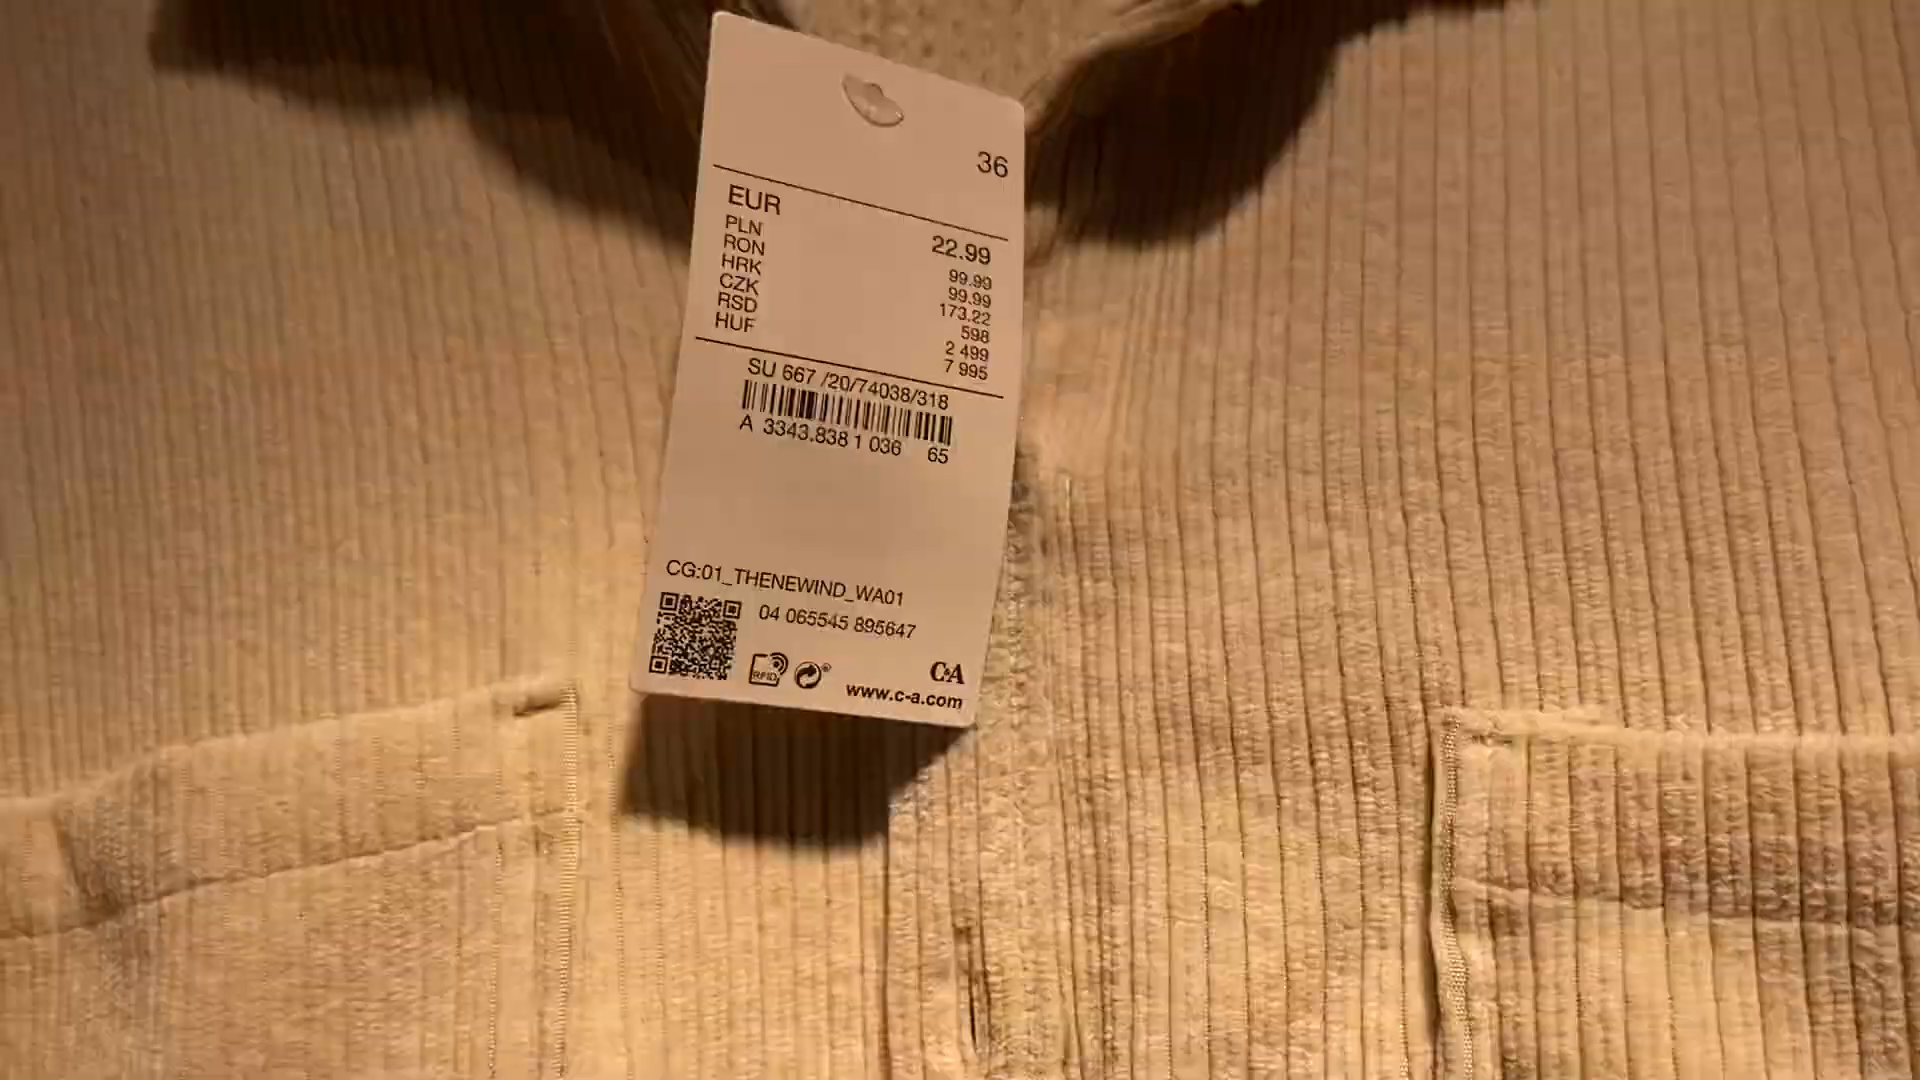 36
EUR 22.99
PLN 99.99
RON 99.99
HRK 173.22
CZK 598
RSD 2 499
HUF 7 995
SU 667 /20/74038/318
A 3343.838 1 036 65
CG:01_THENEWIND_WA01
04 065545 895647
RFID
C&A
www.c-a.com